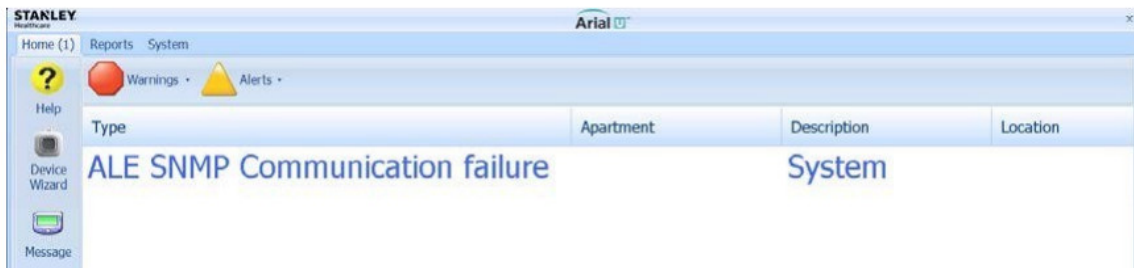 STANLEY
Healthcare
Arial U
x
Home (1) Reports System
Warnings Alerts
? Help
Type Apartment Description Location
Device
Wizard
ALE SNMP Communication failure System
Message